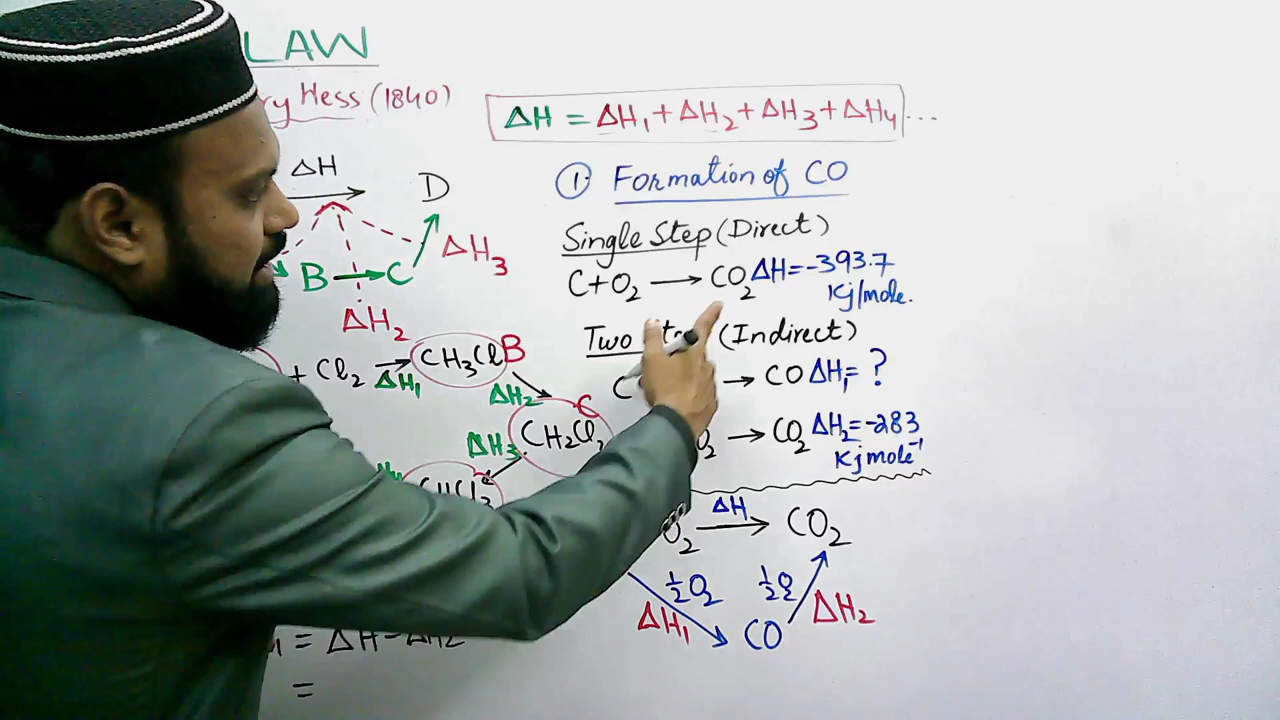 LAW
ry Hess (1840)
ΔH
D
B → C
ΔH₃
ΔH₂
+ Cl₂ → CH₃Cl B
ΔH₁
ΔH₂
C
CH₂Cl₂
ΔH₃
= ΔH - ΔH₂
=
ΔH = ΔH₁ + ΔH₂ + ΔH₃ + ΔH₄ ...
① Formation of CO
Single Step (Direct)
C + O₂ → CO₂ ΔH = -393.7
Kj/mole.
Two (Indirect)
C → CO ΔH₁ = ?
O₂ → CO₂ ΔH₂ = -283
Kj mole⁻¹
O₂ → CO₂
ΔH
½O₂ ½O₂
ΔH₁ CO ΔH₂